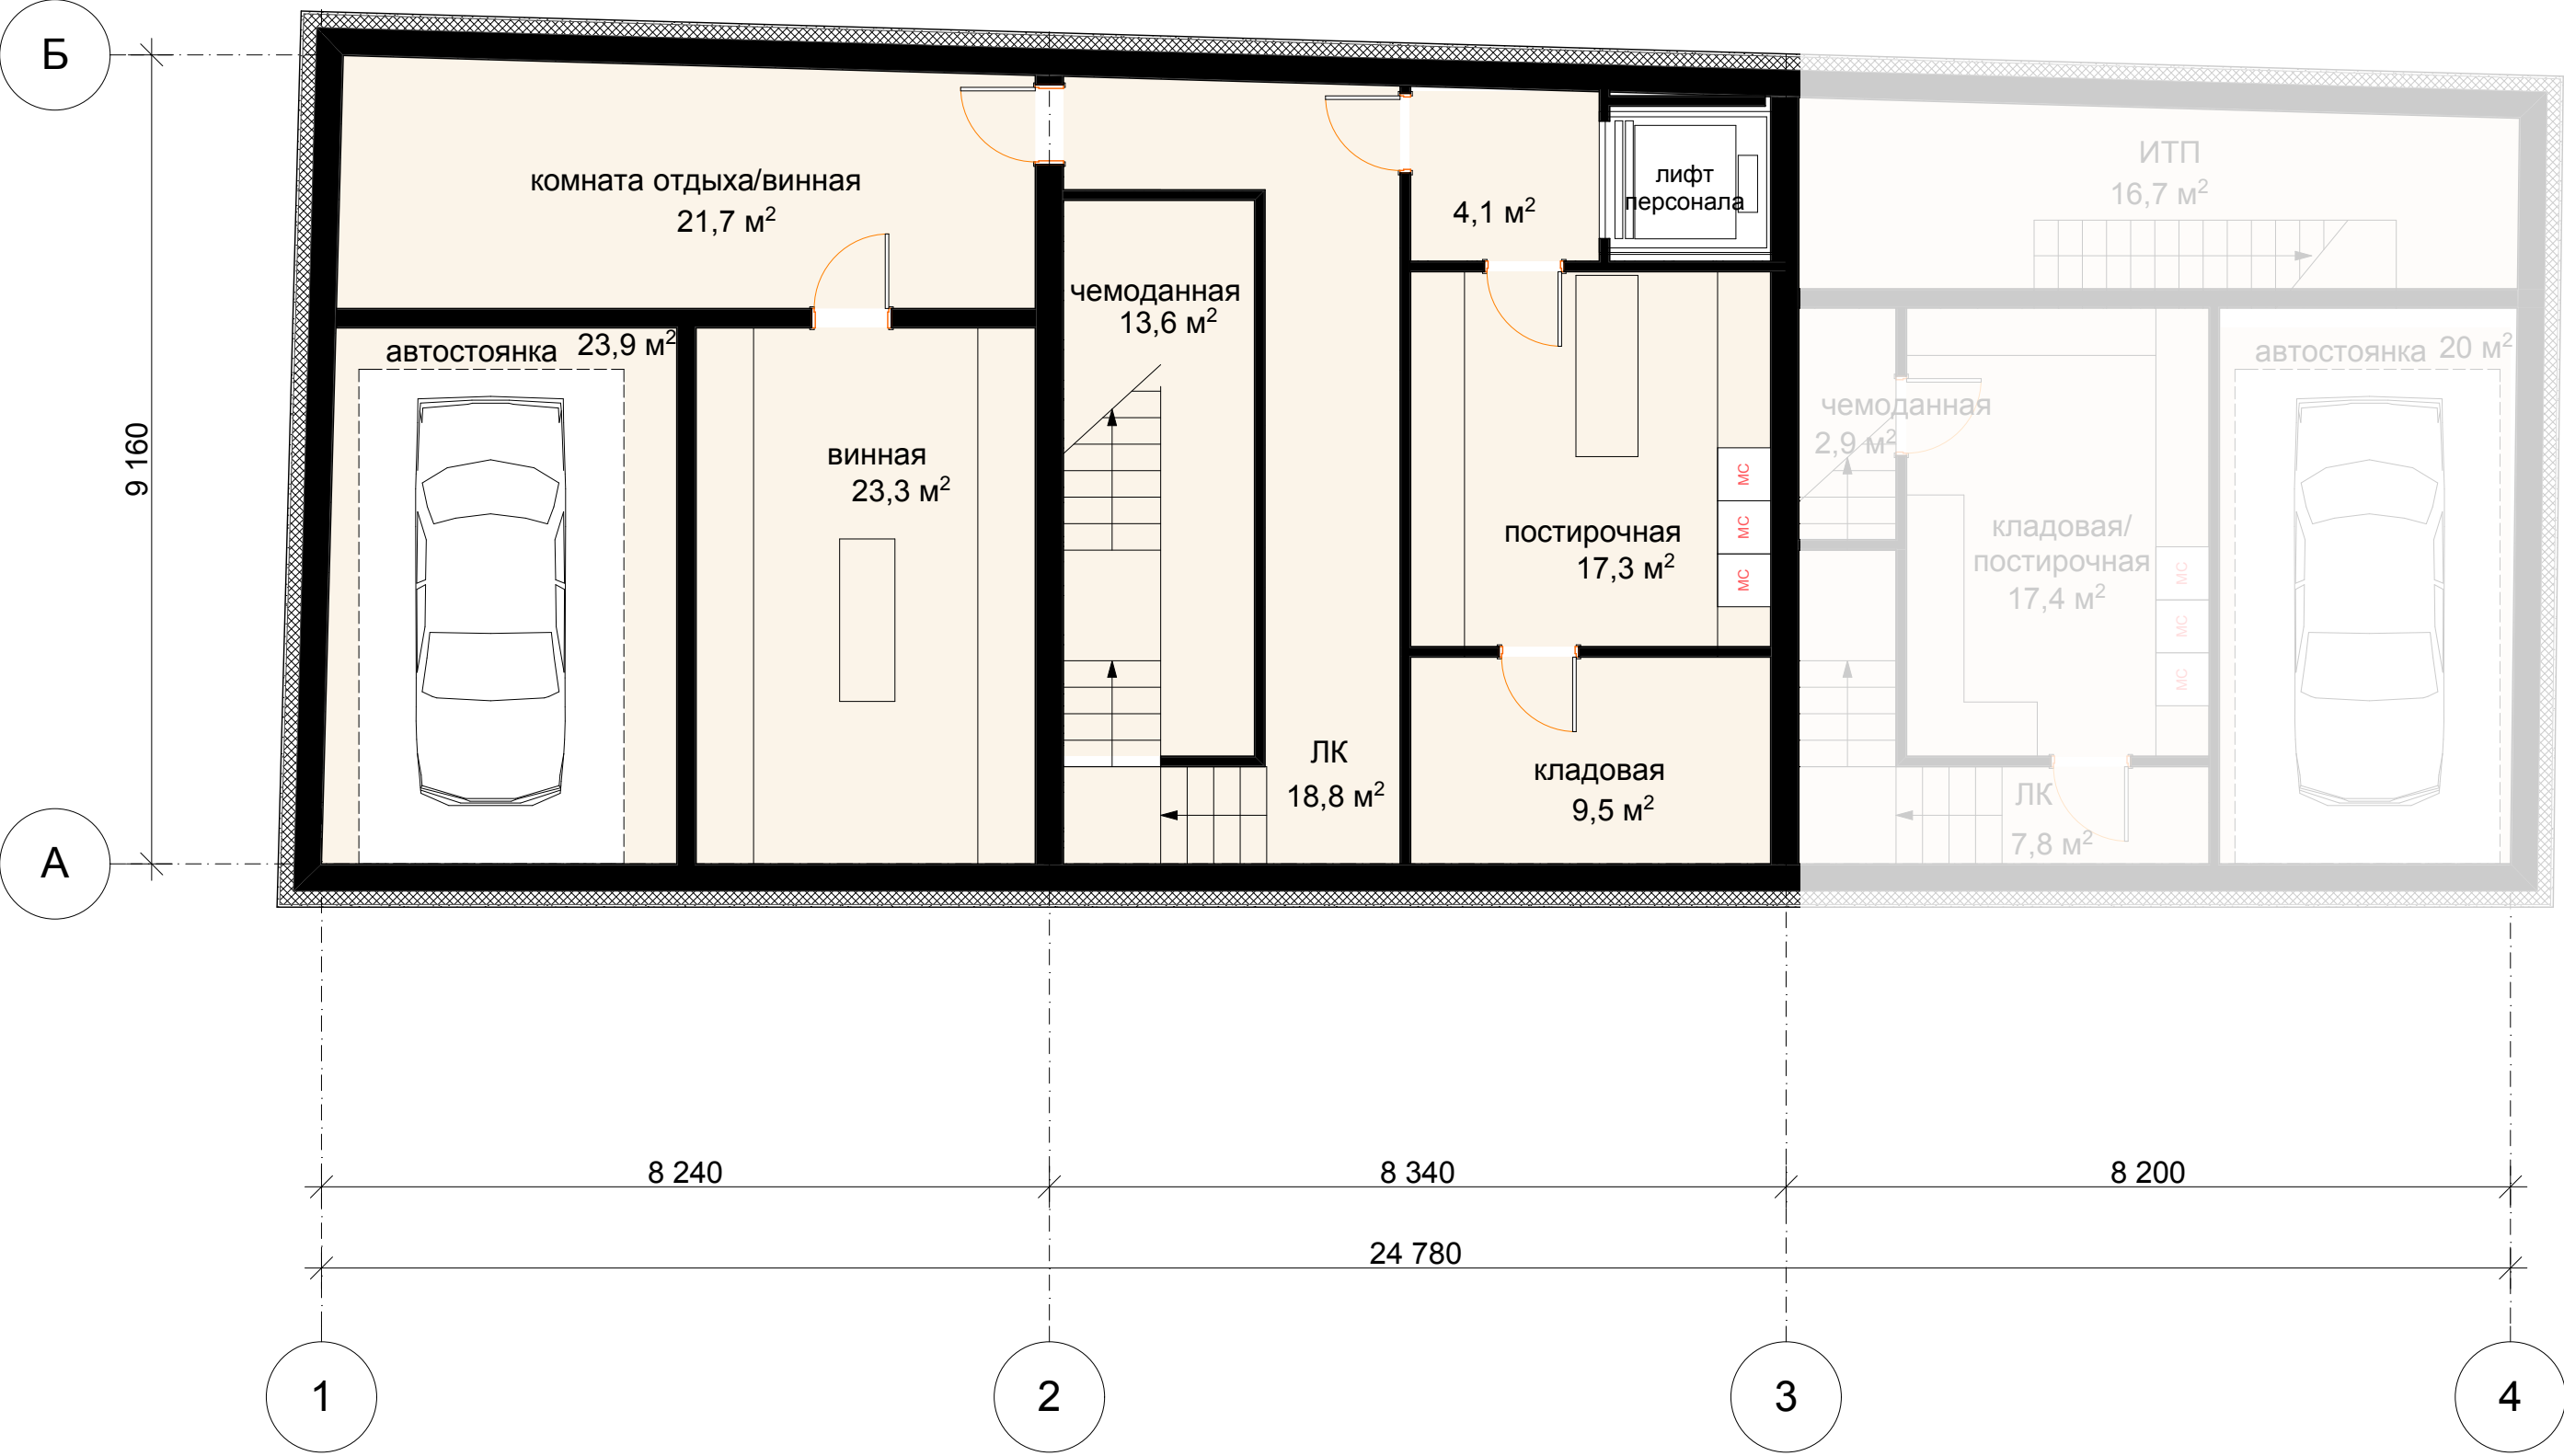 Б
комната отдыха/винная
21,7 м²
4,1 м²
лифт
персонала
ИТП
16,7 м²
чемоданная
13,6 м²
автостоянка 23,9 м²
автостоянка 20 м²
чемоданная
2,9 м²
винная
23,3 м²
МС
МС
МС
постирочная
17,3 м²
кладовая/
постирочная
17,4 м²
МС
МС
МС
9 160
ЛК
18,8 м²
кладовая
9,5 м²
ЛК
7,8 м²
А
8 240
8 340
8 200
24 780
1
2
3
4